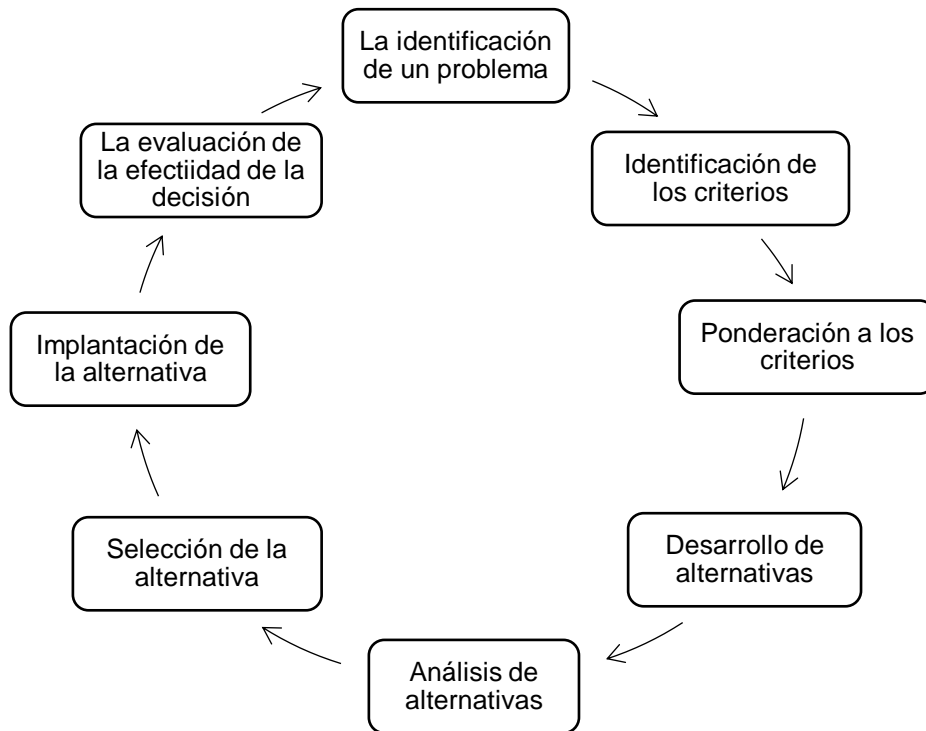 La identificación
de un problema
Identificación de
los criterios
Ponderación a los
criterios
Desarrollo de
alternativas
Análisis de
alternativas
Selección de la
alternativa
Implantación de
la alternativa
La evaluación de
la efectiidad de la
decisión